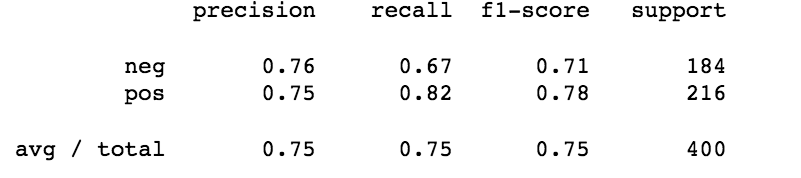 precision recall f1-score support
neg 0.76 0.67 0.71 184
pos 0.75 0.82 0.78 216
avg / total 0.75 0.75 0.75 400